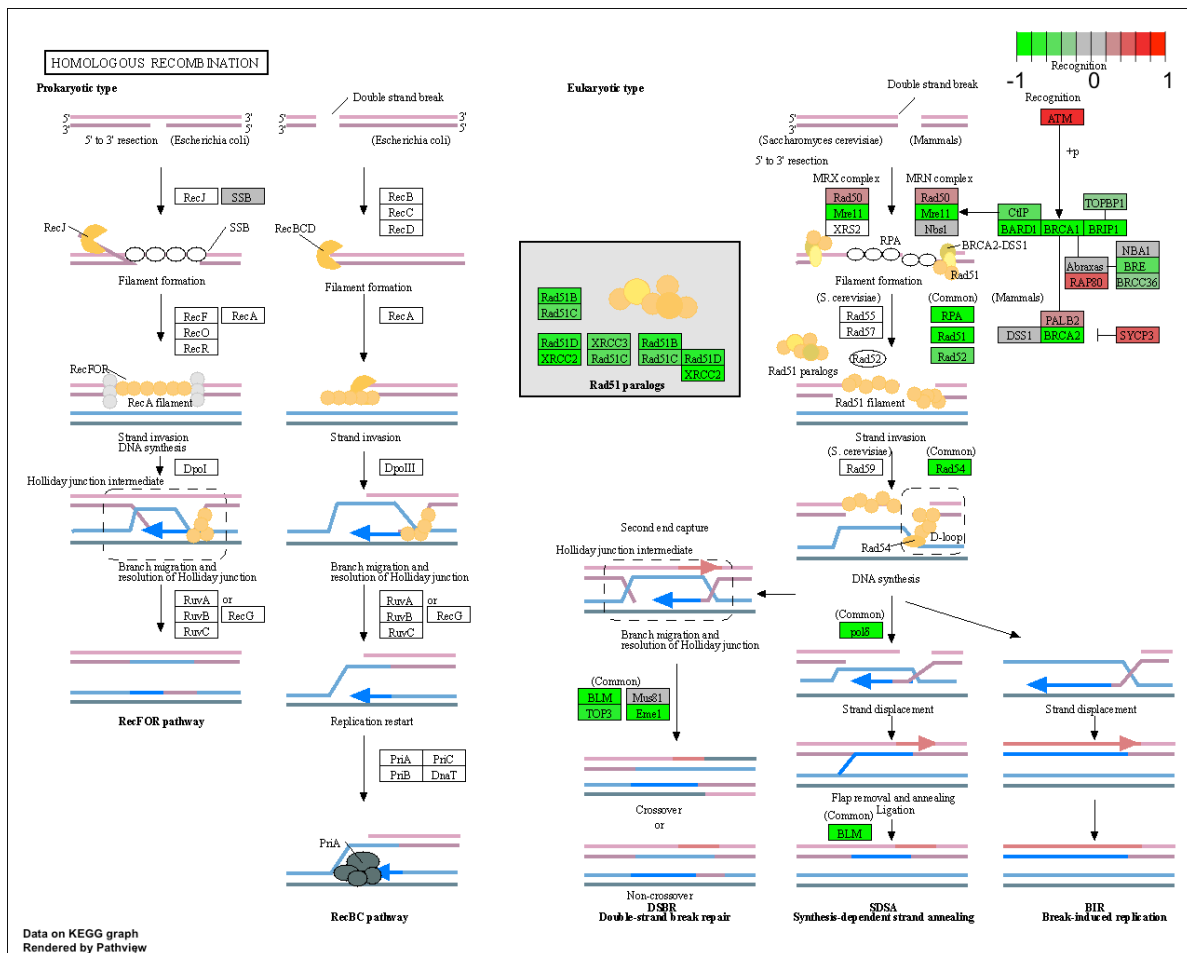 HOMOLOGOUS RECOMBINATION
-1 0 1
Recognition
Prokaryotic type
Double strand break
5' 3'
3' 5'
5' to 3' resection (Escherichia coli)
5' 3'
3' 5'
(Escherichia coli)
RecJ SSB
RecJ
SSB
Filament formation
RecF RecA
RecO
RecR
RecFOR
RecA filament
Strand invasion
DNA synthesis
DpoI
Holliday junction intermediate
Branch migration and
resolution of Holliday junction
RuvA or
RuvB RecG
RuvC
RecFOR pathway
RecB
RecC
RecD
RecBCD
Filament formation
RecA
Strand invasion
DpoIII
Branch migration and
resolution of Holliday junction
RuvA or
RuvB RecG
RuvC
Replication restart
PriA PriC
PriB DnaT
PriA
RecBC pathway
Eukaryotic type
Double strand break
(Saccharomyces cerevisiae) (Mammals)
5' to 3' resection
Recognition
ATM
+p
MRX complex
Rad50
Mre11
XRS2
MRN complex
Rad50
Mre11
Nbs1
CtIP
TOPBP1
BARD1 BRCA1 BRIP1
Abraxas
RAP80
NBA1
BRE
BRCC36
RPA
BRCA2-DSS1
Rad51
Filament formation
(S. cerevisiae)
Rad55
Rad57
Rad52
(Common)
RPA
Rad51
Rad52
(Mammals)
PALB2
DSS1 BRCA2
SYCP3
Rad51B
Rad51C
Rad51D
XRCC2
XRCC3
Rad51C
Rad51B
Rad51C Rad51D
XRCC2
Rad51 paralogs
Rad51 paralogs
Rad51 filament
Strand invasion
(S. cerevisiae)
Rad59
(Common)
Rad54
Rad54
D-loop
DNA synthesis
Second end capture
Holliday junction intermediate
Branch migration and
resolution of Holliday junction
(Common)
BLM Mus81
TOP3 Eme1
Crossover
or
Non-crossover
DSBR
Double-strand break repair
(Common)
polδ
Strand displacement
Flap removal and annealing
Ligation
(Common)
BLM
SDSA
Synthesis-dependent strand annealing
Strand displacement
BIR
Break-induced replication
Data on KEGG graph
Rendered by Pathview